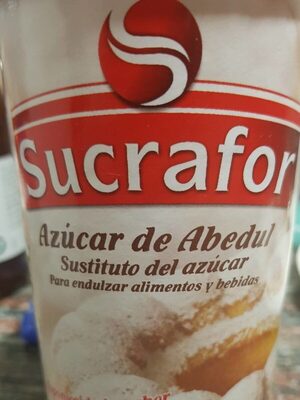 Sucrafor
Azúcar de Abedul
Sustituto del azúcar
Para endulzar alimentos y bebidas